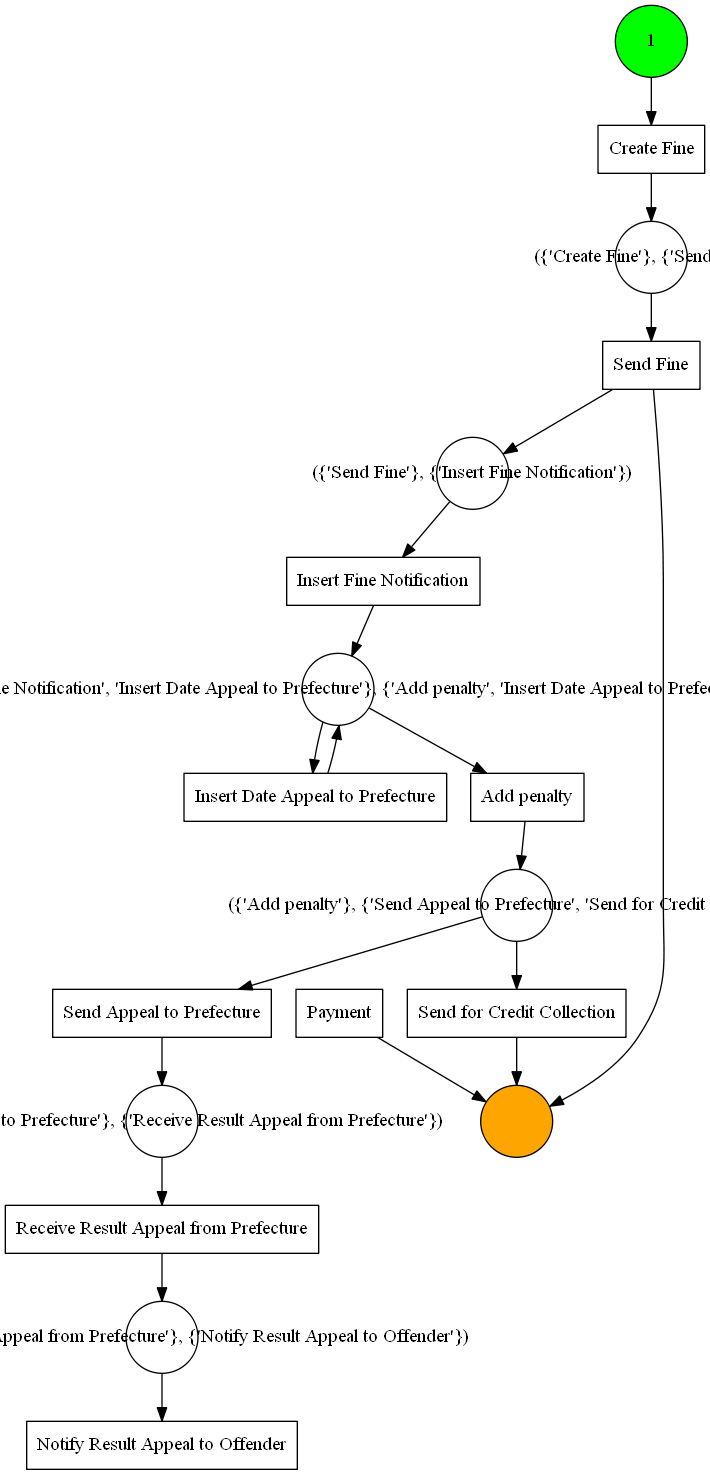 1
Create Fine
({'Create Fine'}, {'Send
Send Fine
({'Send Fine'}, {'Insert Fine Notification'})
Insert Fine Notification
e Notification', 'Insert Date Appeal to Prefecture'}, {'Add penalty', 'Insert Date Appeal to Prefec
Insert Date Appeal to Prefecture
Add penalty
({'Add penalty'}, {'Send Appeal to Prefecture', 'Send for Credit
Send Appeal to Prefecture
Payment
Send for Credit Collection
to Prefecture'}, {'Receive Result Appeal from Prefecture'})
Receive Result Appeal from Prefecture
Appeal from Prefecture'}, {'Notify Result Appeal to Offender'})
Notify Result Appeal to Offender